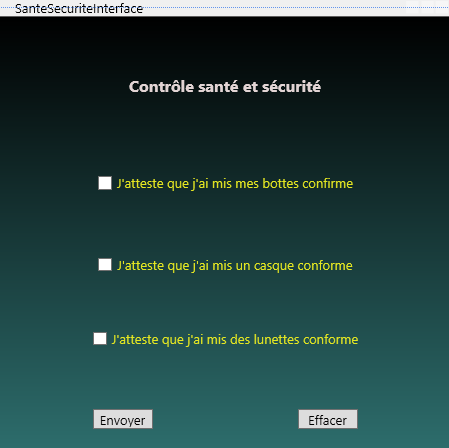 SanteSecuriteInterface
Contrôle santé et sécurité
J'atteste que j'ai mis mes bottes confirme
J'atteste que j'ai mis un casque conforme
J'atteste que j'ai mis des lunettes conforme
Envoyer
Effacer